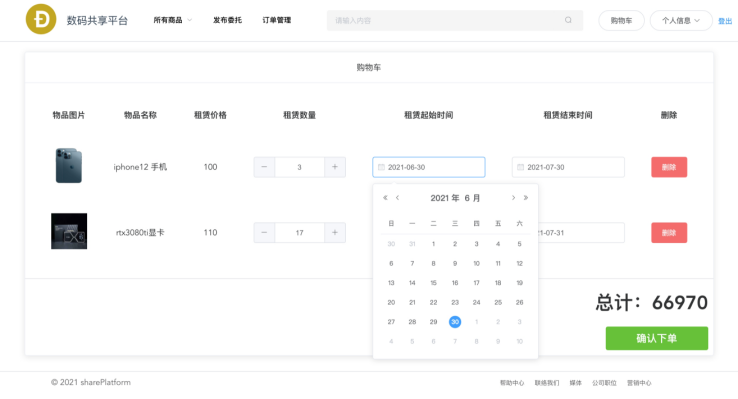 数码共享平台 所有商品 发布委托 订单管理 请输入内容 购物车 个人信息 登出
购物车
物品图片 物品名称 租赁价格 租赁数量 租赁起始时间 租赁结束时间 删除
iphone12 手机 100 − 3 + 2021-06-30 2021-07-30 删除
« ‹ 2021 年 6 月 › »
日 一 二 三 四 五 六
rtx3080ti显卡 110 − 17 + 21-07-31 删除
30 31 1 2 3 4 5
6 7 8 9 10 11 12
13 14 15 16 17 18 19
20 21 22 23 24 25 26
27 28 29 30 1 2 3
4 5 6 7 8 9 10
总计：66970
确认下单
© 2021 sharePlatform 帮助中心 联络我们 媒体 公司职位 营销中心